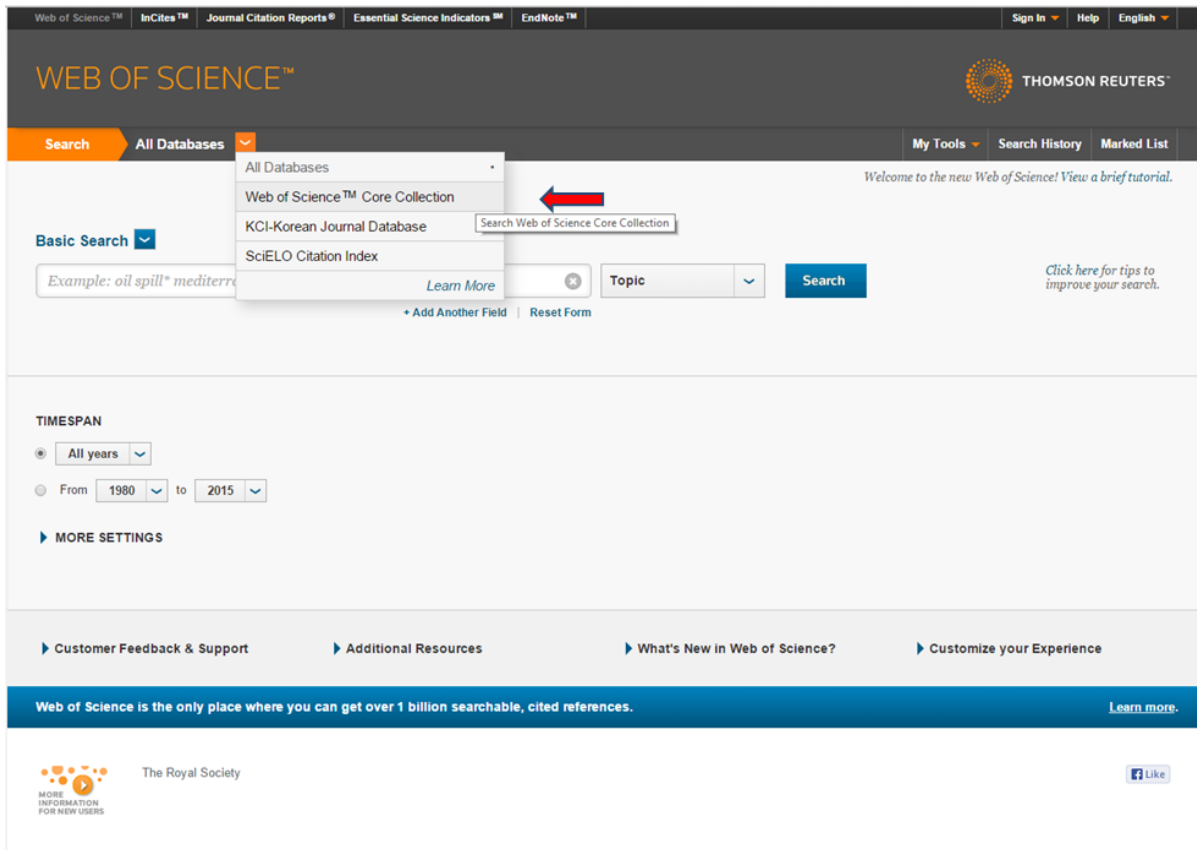 Web of Science™ InCites™ Journal Citation Reports® Essential Science Indicators℠ EndNote™ Sign In Help English
WEB OF SCIENCE™
THOMSON REUTERS™
Search All Databases My Tools Search History Marked List
All Databases
Welcome to the new Web of Science! View a brief tutorial.
Web of Science™ Core Collection
Search Web of Science Core Collection
KCI-Korean Journal Database
Basic Search
SciELO Citation Index
Example: oil spill* mediterr Topic Search
Click here for tips to
improve your search.
Learn More
+ Add Another Field | Reset Form
TIMESPAN
All years
From 1980 to 2015
MORE SETTINGS
Customer Feedback & Support Additional Resources What's New in Web of Science? Customize your Experience
Web of Science is the only place where you can get over 1 billion searchable, cited references. Learn more.
The Royal Society
Like
MORE
INFORMATION
FOR NEW USERS